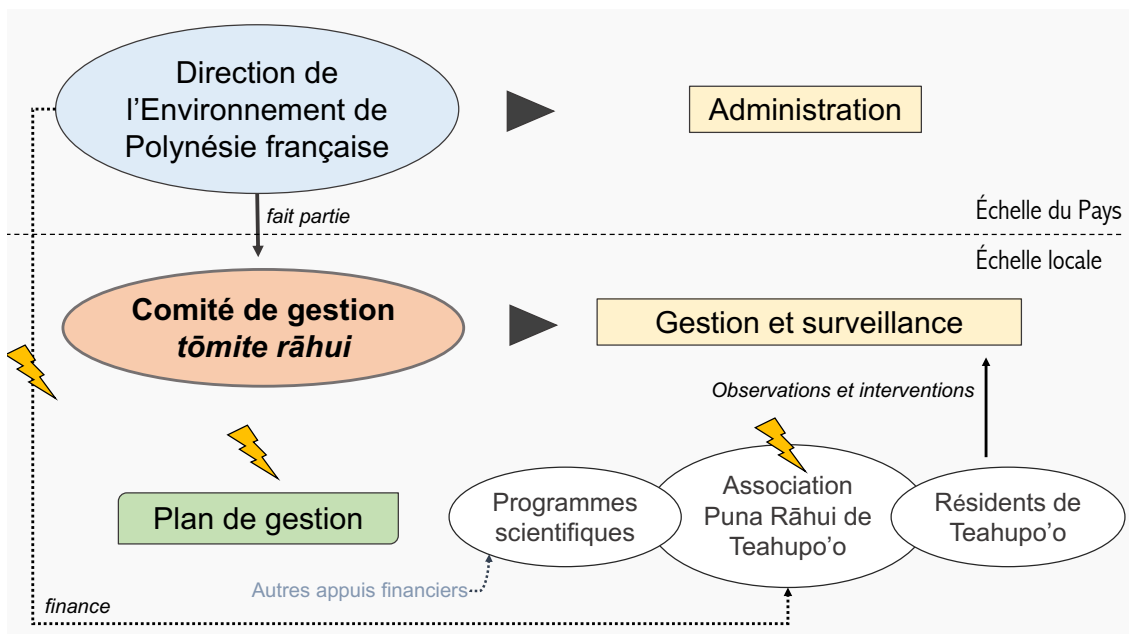 Direction de
l'Environnement de
Polynésie française
Administration
fait partie
Échelle du Pays
Échelle locale
Comité de gestion
tōmite rāhui
Gestion et surveillance
Observations et interventions
Plan de gestion
Programmes
scientifiques
Association
Puna Rāhui de
Teahupo'o
Résidents de
Teahupo'o
Autres appuis financiers
finance